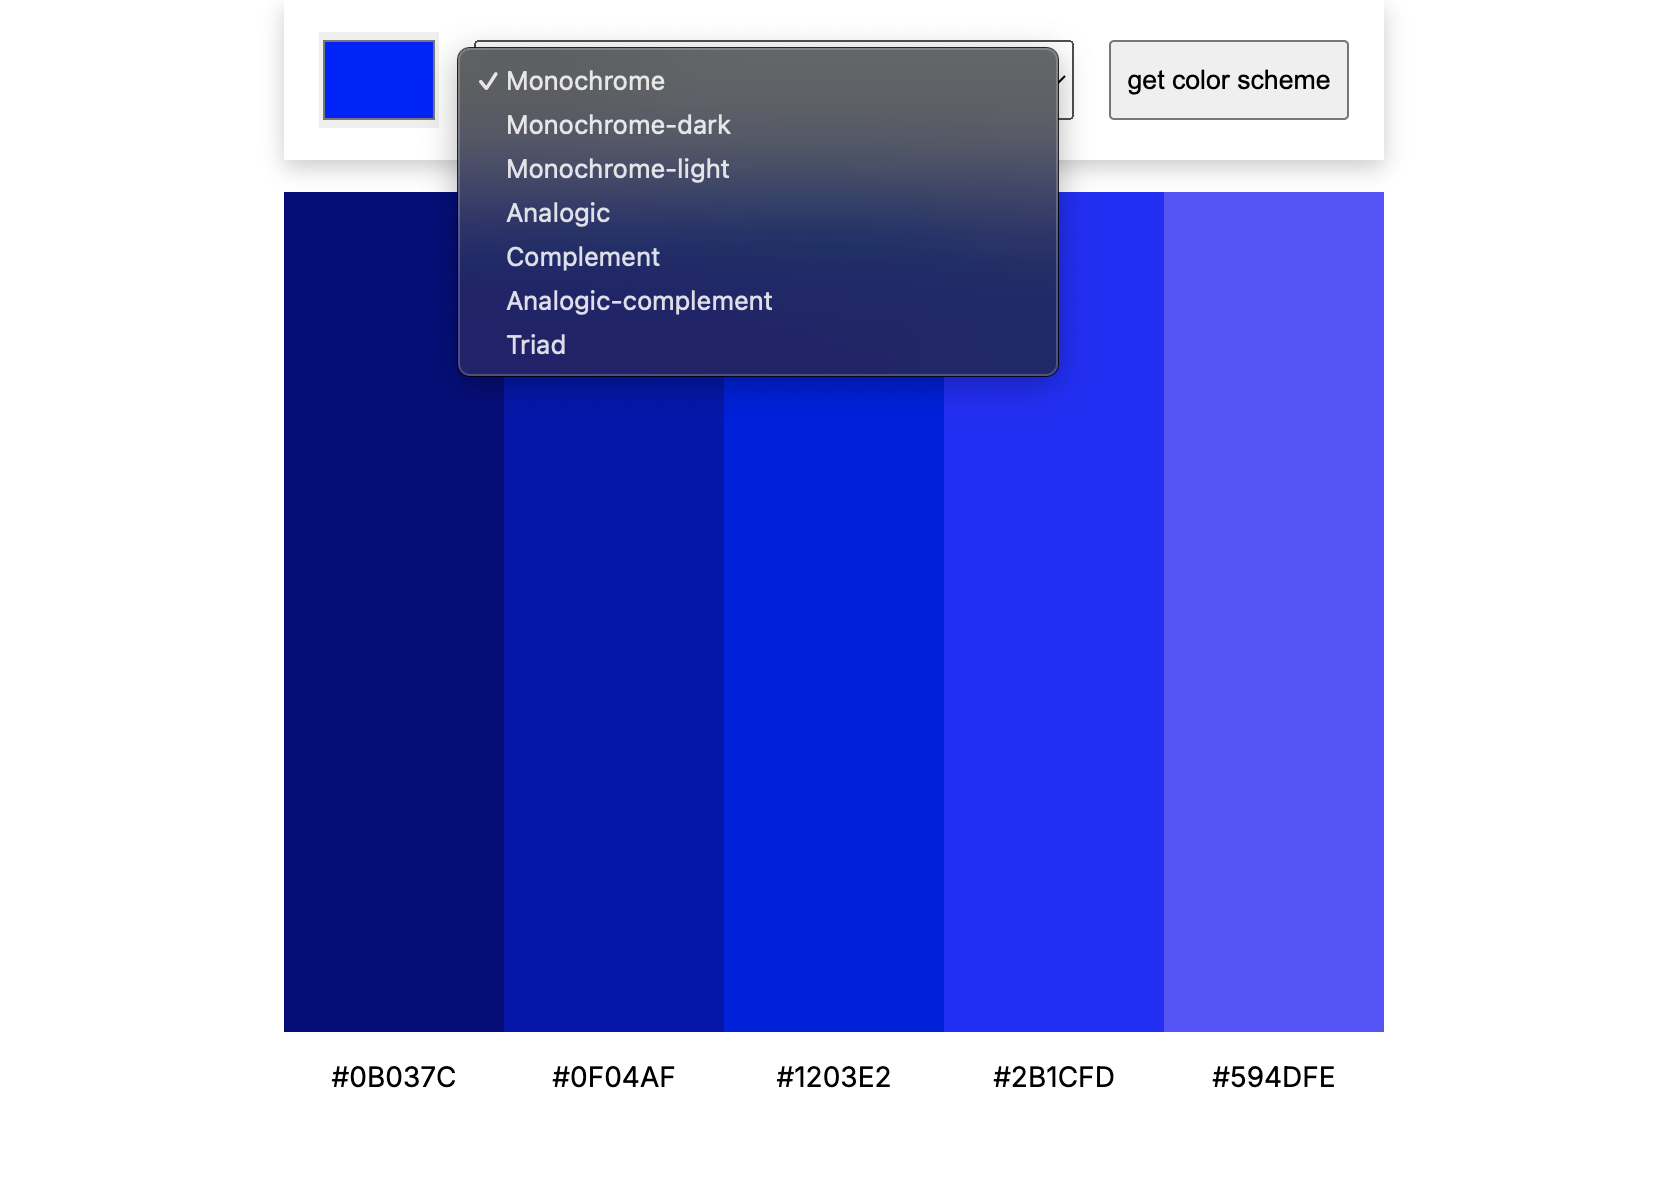 Monochrome
get color scheme
Monochrome-dark
Monochrome-light
Analogic
Complement
Analogic-complement
Triad
#0B037C
#0F04AF
#1203E2
#2B1CFD
#594DFE